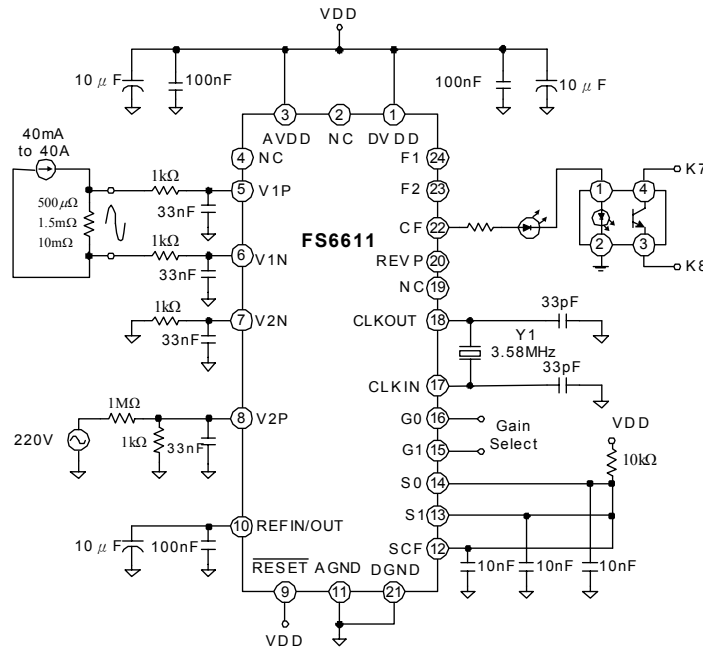 VDD
10 μF
100nF
100nF
10 μF
3
2
1
AVDD
NC
DVDD
40mA
to 40A
4
NC
F1
24
1kΩ
5
V1P
F2
23
500μΩ
1.5mΩ
10mΩ
33nF
FS6611
CF
22
1
4
K7
2
3
K8
1kΩ
6
V1N
33nF
REVP
20
NC
19
1kΩ
7
V2N
33nF
CLKOUT
18
33pF
Y1
3.58MHz
33pF
CLKIN
17
1MΩ
8
V2P
220V
1kΩ
33nF
G0
16
Gain
Select
G1
15
VDD
10kΩ
S0
14
S1
13
10
REFIN/OUT
10 μF
100nF
SCF
12
10nF
10nF
10nF
RESET
AGND
DGND
9
11
21
VDD